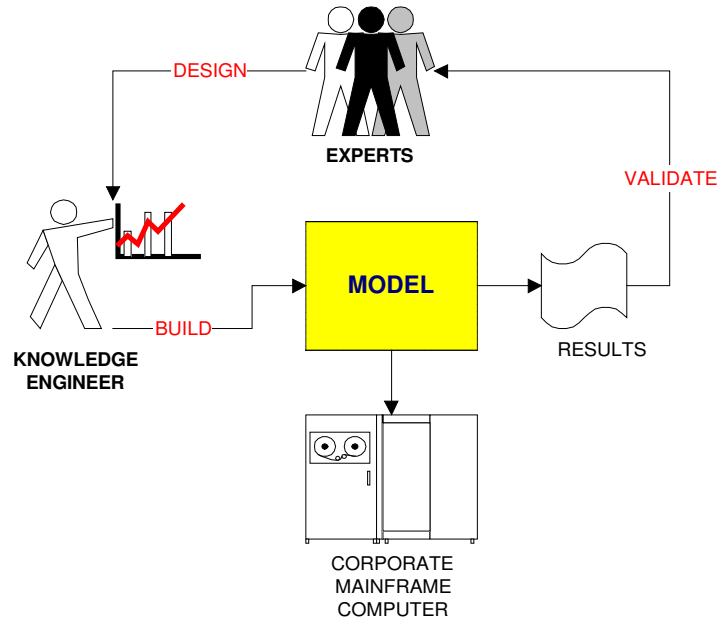 DESIGN
EXPERTS
VALIDATE
MODEL
BUILD
KNOWLEDGE
ENGINEER
RESULTS
CORPORATE
MAINFRAME
COMPUTER